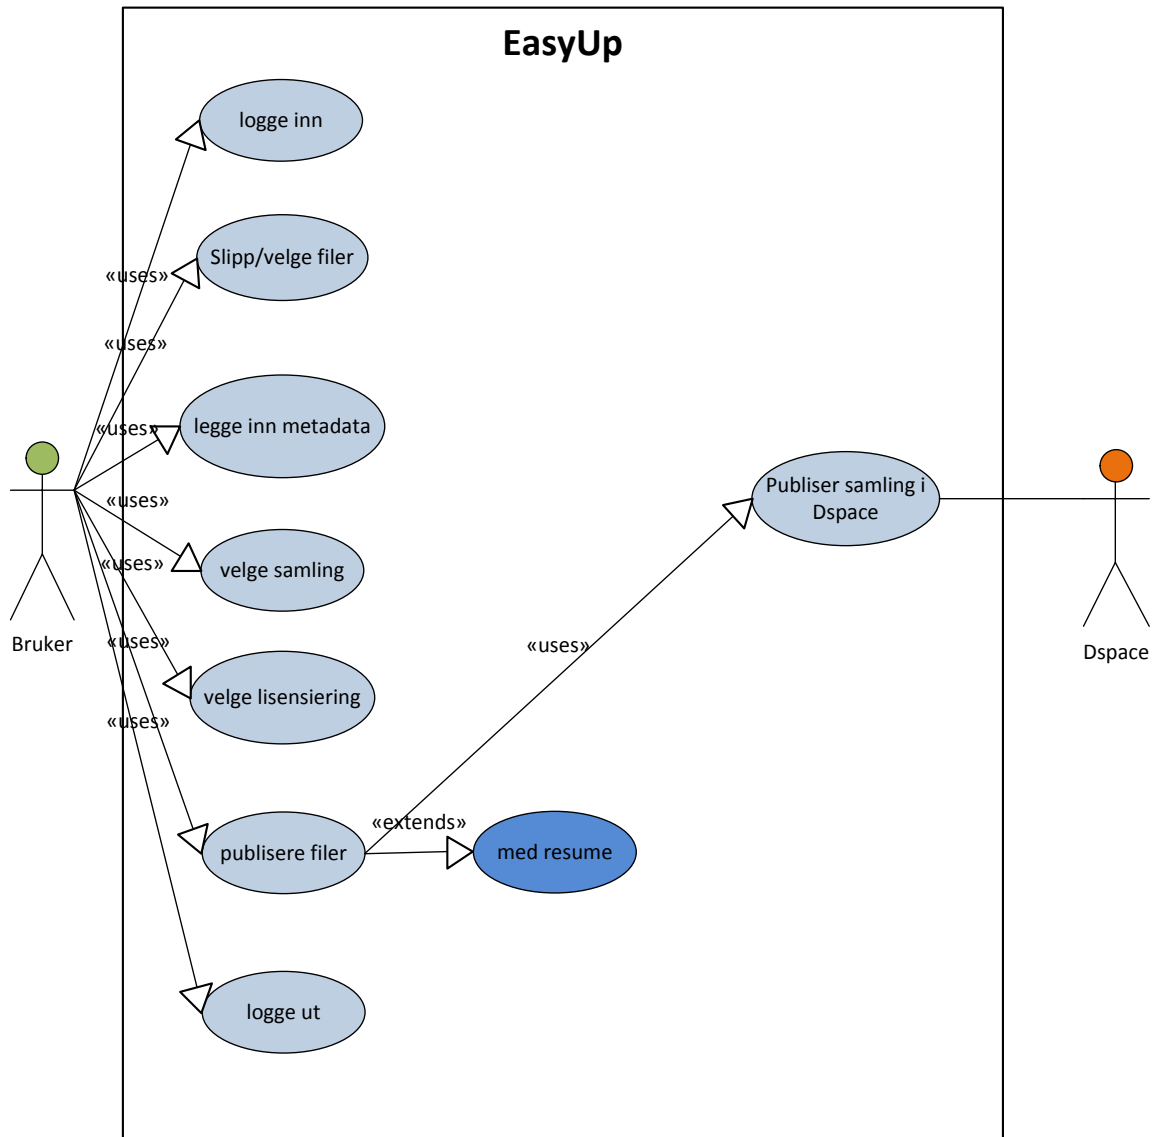 EasyUp
logge inn
«uses»
Slipp/velge filer
«uses»
«uses»
legge inn metadata
«uses»
velge samling
«uses»
Bruker
«uses»
velge lisensiering
«uses»
publisere filer
«extends»
med resume
«uses»
Publiser samling i
Dspace
Dspace
logge ut